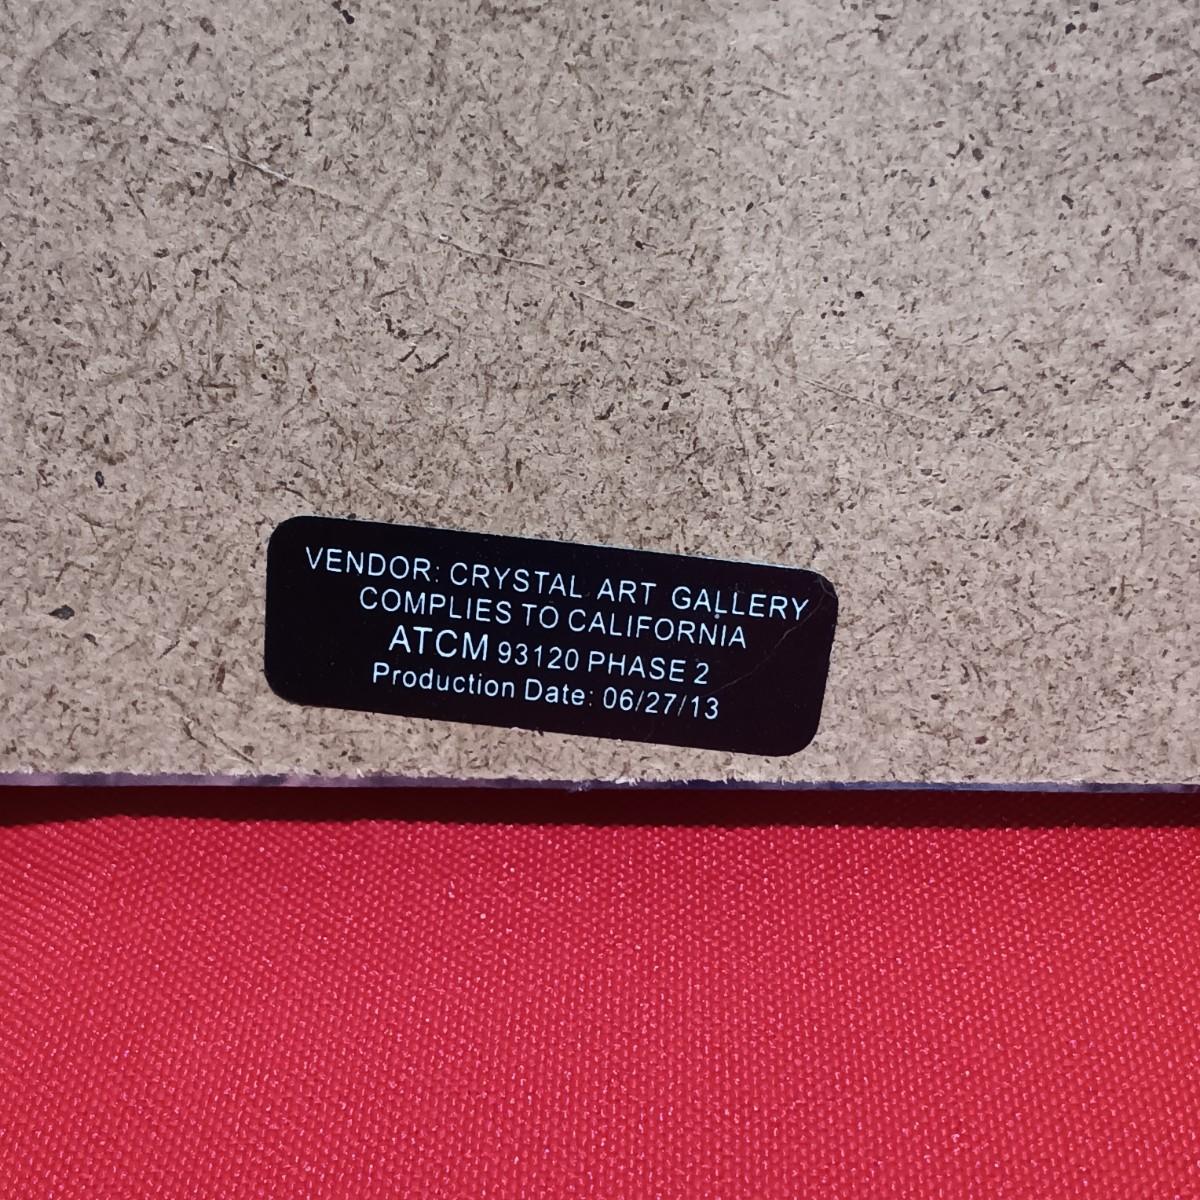 VENDOR: CRYSTAL ART GALLERY
COMPLIES TO CALIFORNIA
ATCM 93120 PHASE 2
Production Date: 06/27/13